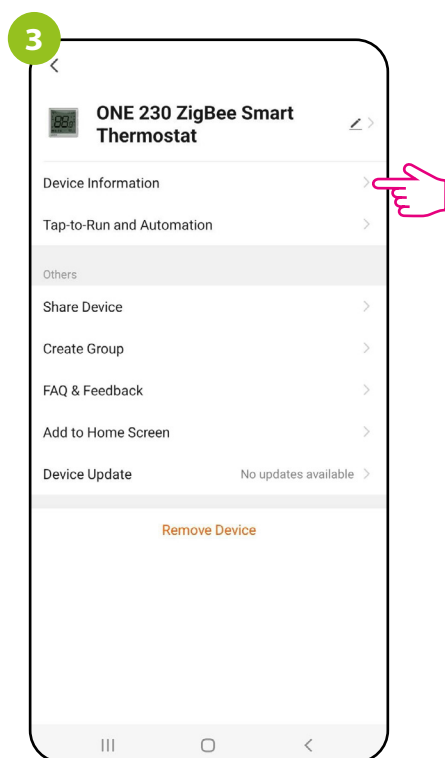 3
ONE 230 ZigBee Smart
Thermostat
Device Information
Tap-to-Run and Automation
Others
Share Device
Create Group
FAQ & Feedback
Add to Home Screen
Device Update No updates available
Remove Device